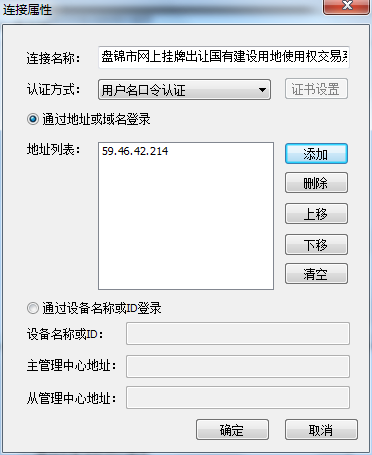 连接属性
连接名称：
盘锦市网上挂牌出让国有建设用地使用权交易
认证方式：
用户名口令认证
证书设置
通过地址或域名登录
地址列表：
59.46.42.214
添加
删除
上移
下移
清空
通过设备名称或ID登录
设备名称或ID：
主管理中心地址：
从管理中心地址：
确定
取消